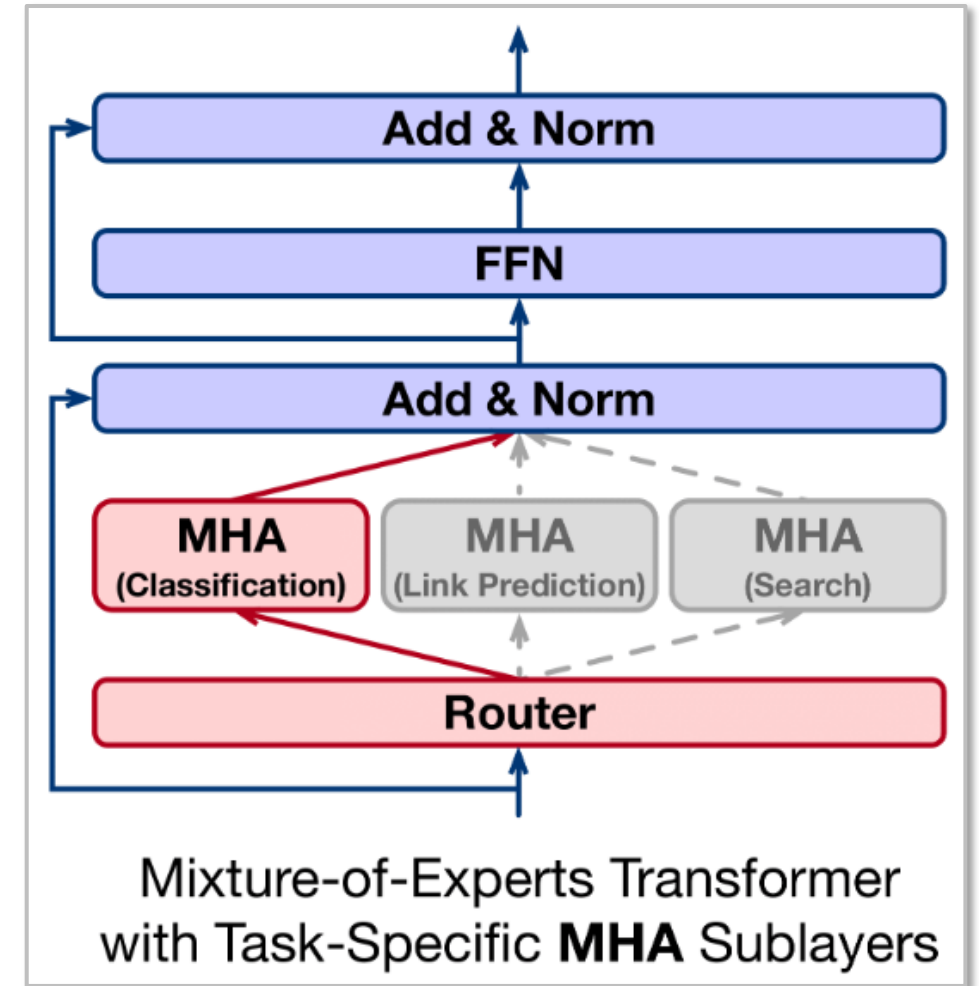 Add & Norm
FFN
Add & Norm
MHA
(Classification)
MHA
(Link Prediction)
MHA
(Search)
Router
Mixture-of-Experts Transformer
with Task-Specific MHA Sublayers